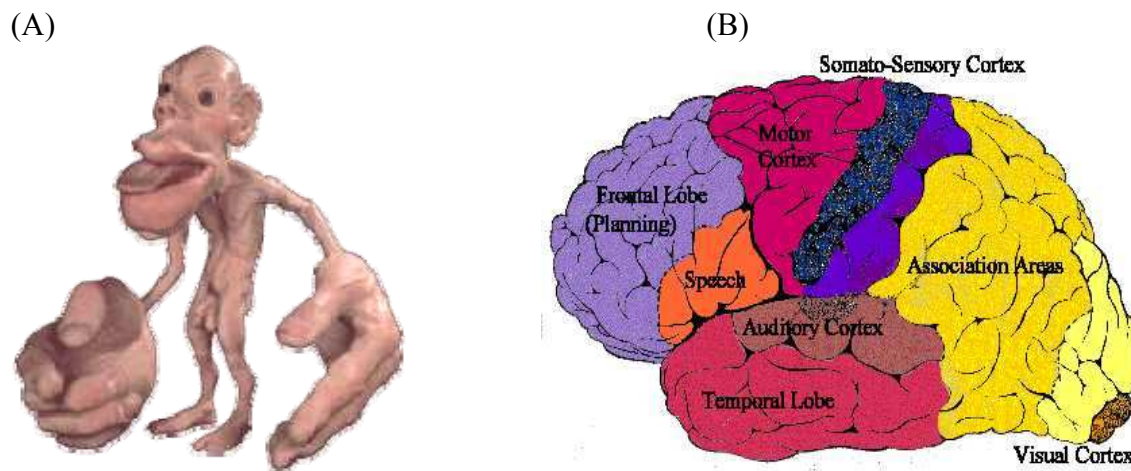 (A)
(B)
Somato-Sensory Cortex
Motor
Cortex
Frontal Lobe
(Planning)
Speech
Association Areas
Auditory Cortex
Temporal Lobe
Visual Cortex